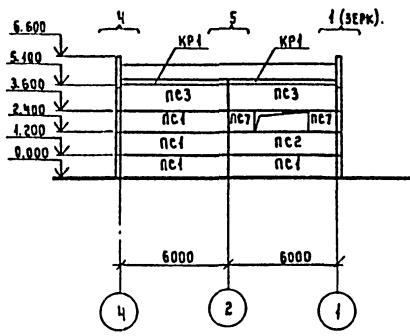 4 5 1 (ЗЕРК).
6.600
КР1 КР1
5.100
3.600
ПС3 ПС3
2.400
ПС1 ПС7 ПС7
1.200
ПС1 ПС2
0.000
ПС1 ПС1
6000 6000
4 2 1